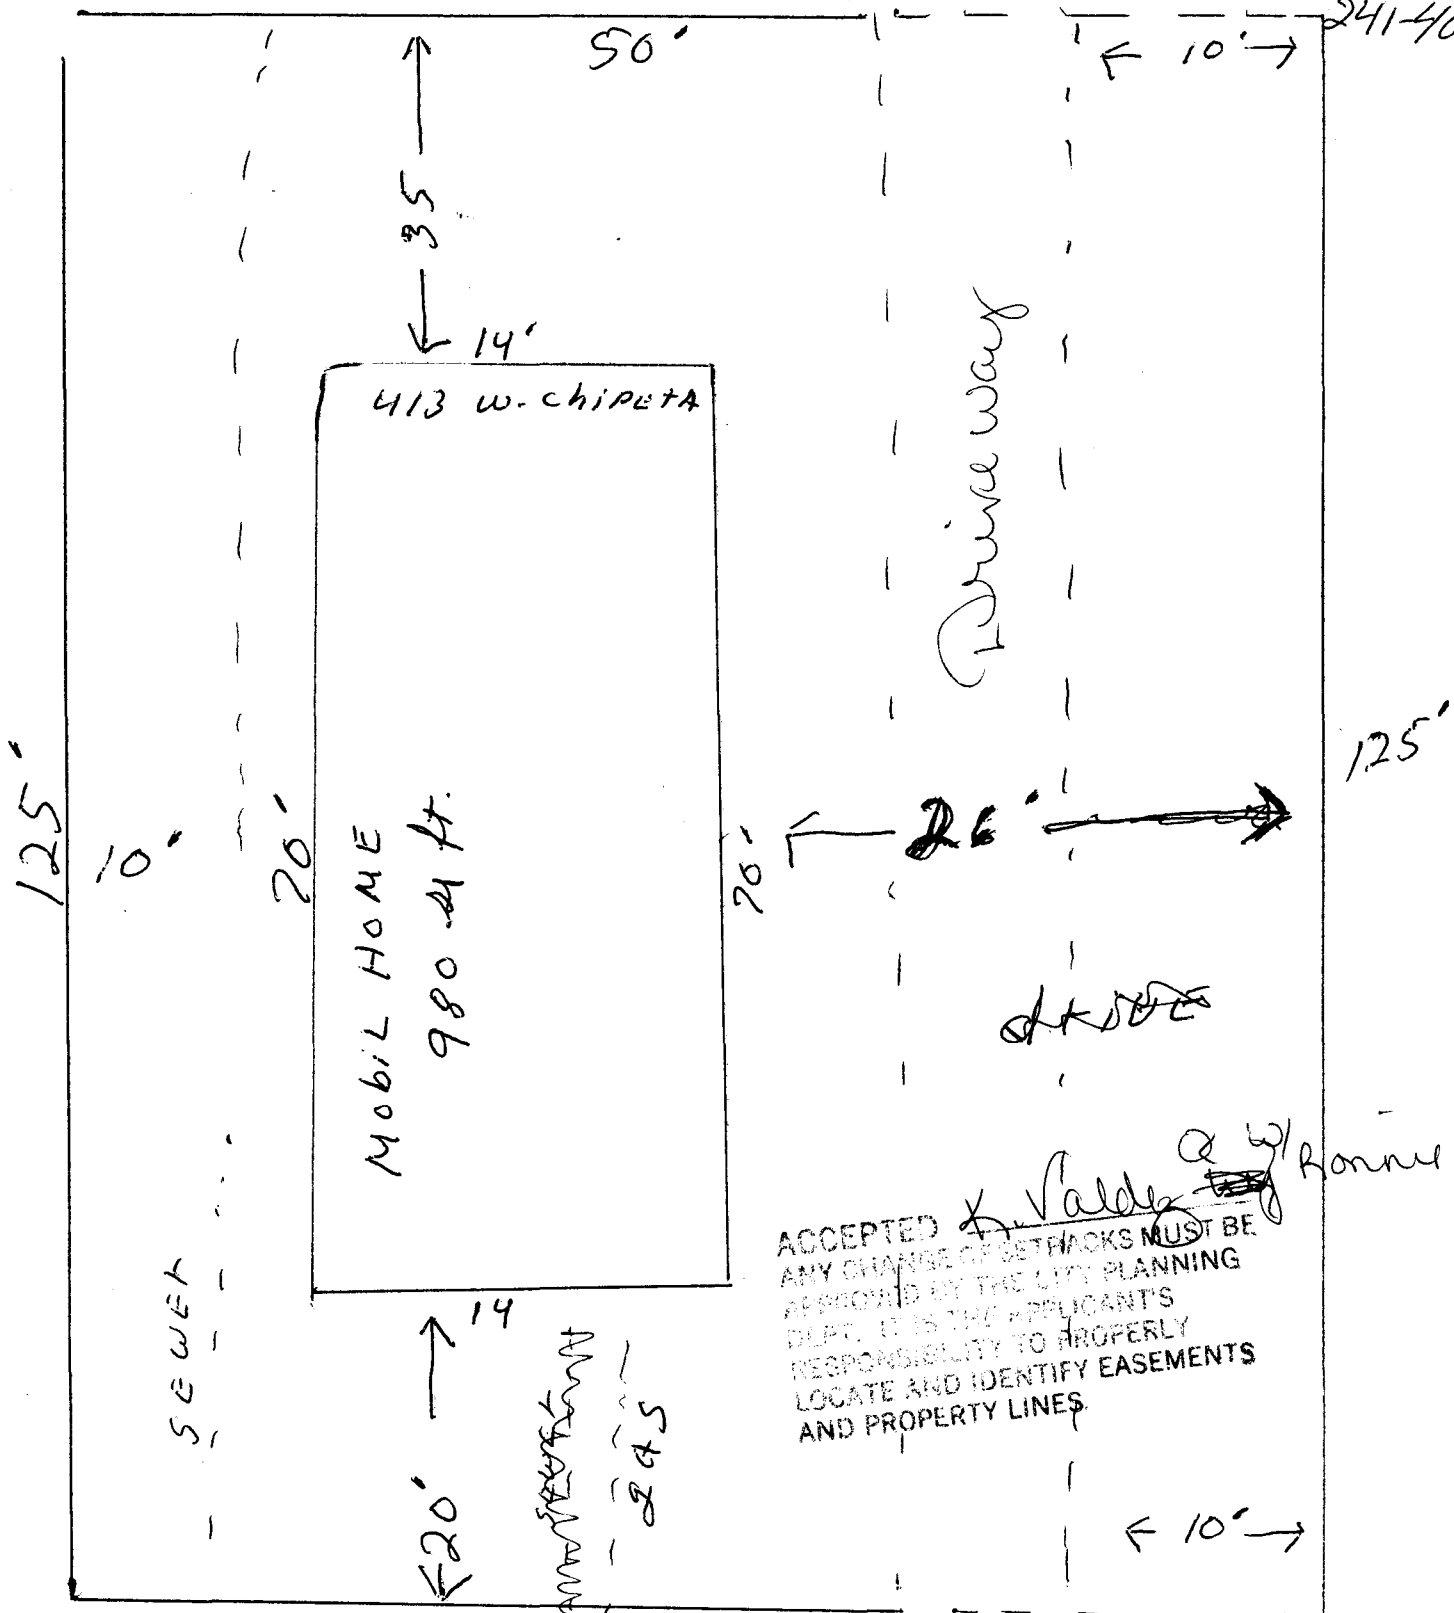 241-40
50'
← 10' →
35
14'
413 W. ChipetA
Driveway
125'
10'
70'
MobiL HOME
980 sq ft.
70'
26'
125'
K. Valdez
w/ Ronnie
ACCEPTED
ANY CHANGE OF SETBACKS MUST BE
APPROVED BY THE CITY PLANNING
DEPT. IT IS THE APPLICANT'S
RESPONSIBILITY TO PROPERLY
LOCATE AND IDENTIFY EASEMENTS
AND PROPERTY LINES.
SEWER
14
20'
← 10' →